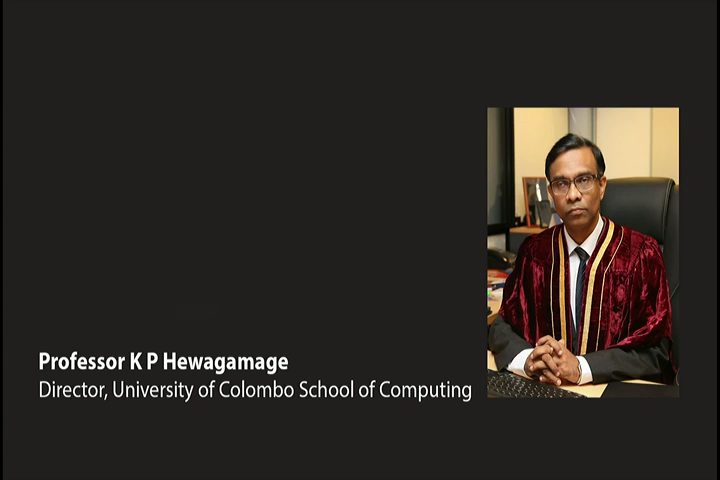 Professor K P Hewagamage
Director, University of Colombo School of Computing